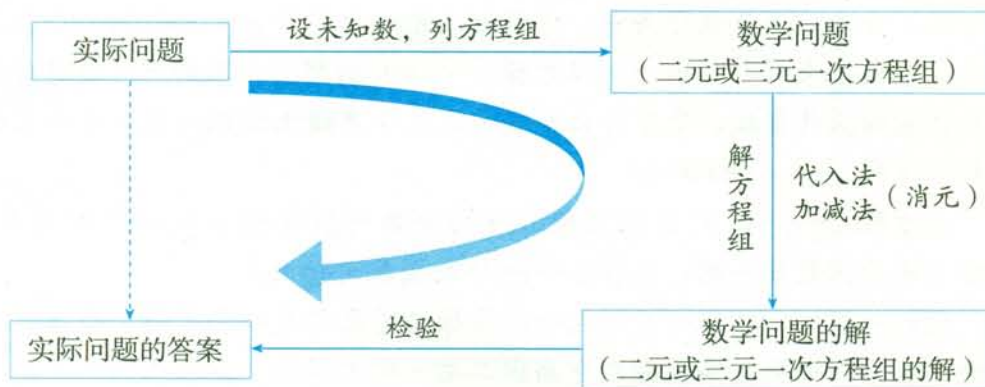 实际问题
设未知数，列方程组
数学问题
（二元或三元一次方程组）
解方程组
代入法
加减法
（消元）
数学问题的解
（二元或三元一次方程组的解）
检验
实际问题的答案